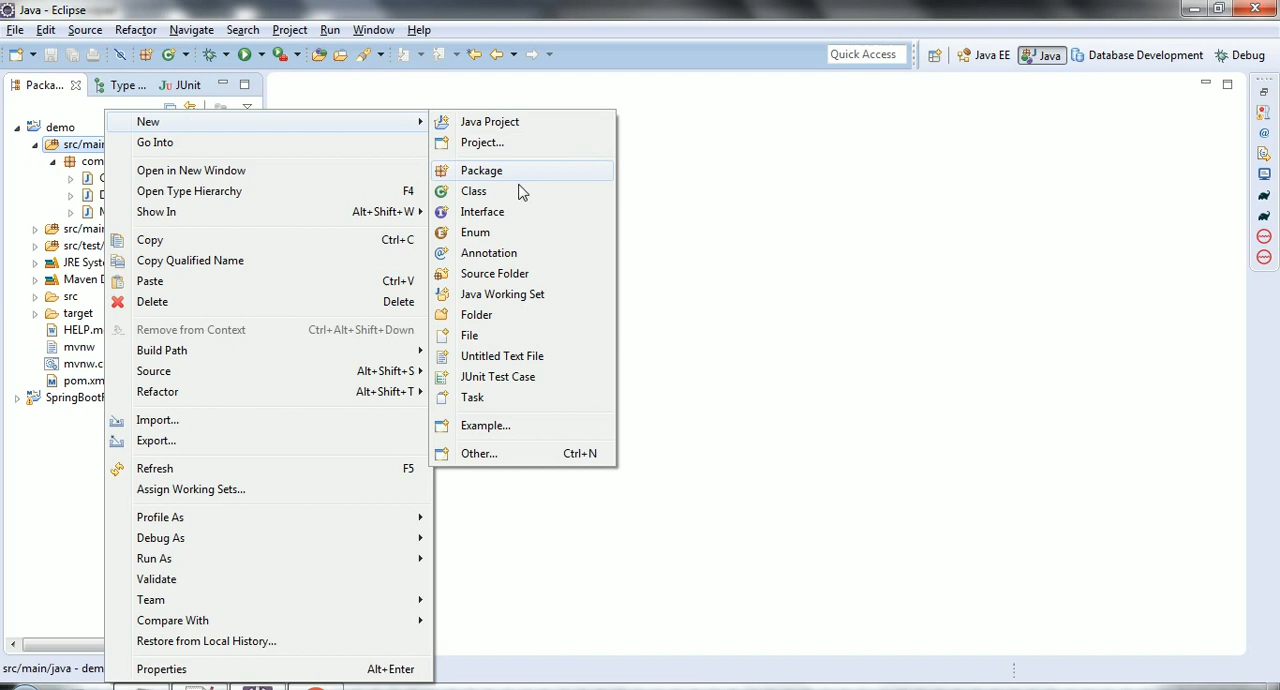 Java - Eclipse
File Edit Source Refactor Navigate Search Project Run Window Help
Quick Access Java EE Java Database Development Debug
Packa... Type ... JUnit
demo
src/mai
com
src/mai
src/test/
JRE Syst
Maven D
src
target
HELP.m
mvnw
mvnw.c
pom.xm
SpringBootF
New
Go Into
Open in New Window
Open Type Hierarchy F4
Show In Alt+Shift+W
Copy Ctrl+C
Copy Qualified Name
Paste Ctrl+V
Delete Delete
Remove from Context Ctrl+Alt+Shift+Down
Build Path
Source Alt+Shift+S
Refactor Alt+Shift+T
Import...
Export...
Refresh F5
Assign Working Sets...
Profile As
Debug As
Run As
Validate
Team
Compare With
Restore from Local History...
Properties Alt+Enter
Java Project
Project...
Package
Class
Interface
Enum
Annotation
Source Folder
Java Working Set
Folder
File
Untitled Text File
JUnit Test Case
Task
Example...
Other... Ctrl+N
src/main/java - dem